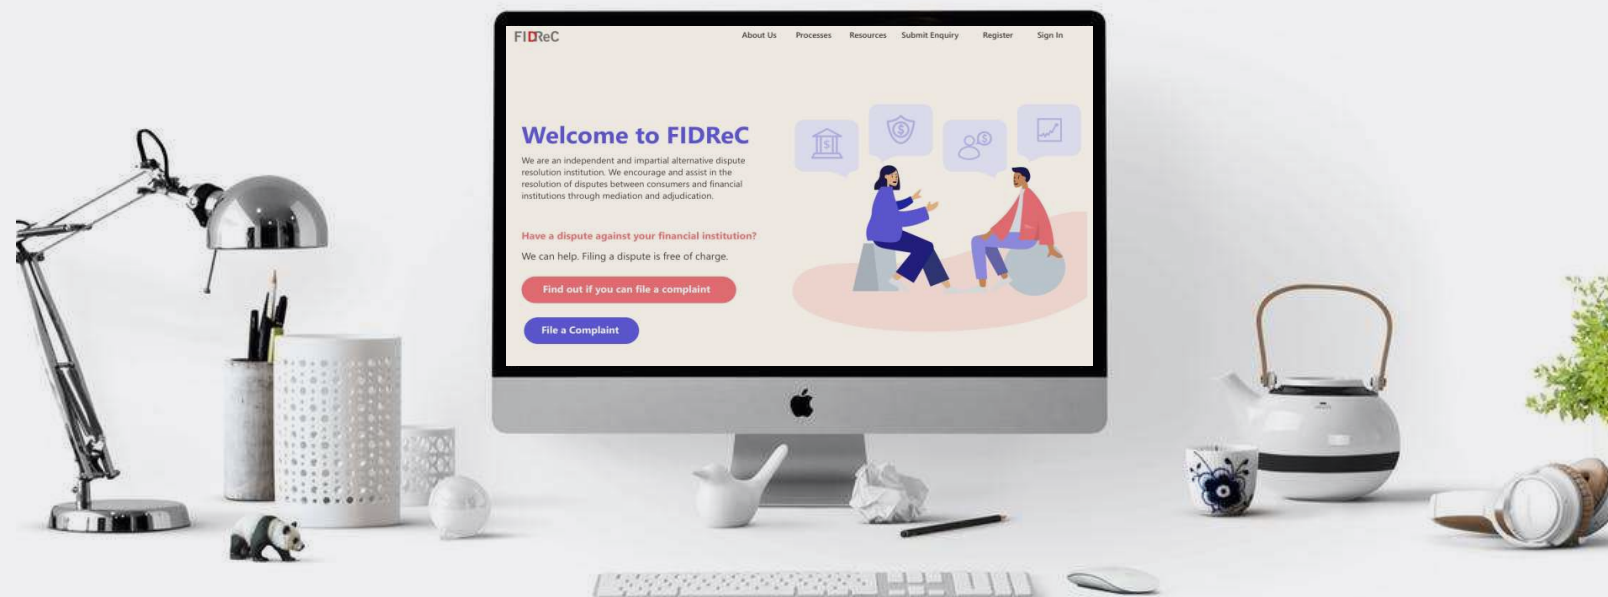 FIDReC
About Us Processes Resources Submit Enquiry Register Sign In
Welcome to FIDReC
We are an independent and impartial alternative dispute
resolution institution. We encourage and assist in the
resolution of disputes between consumers and financial
institutions through mediation and adjudication.
Have a dispute against your financial institution?
We can help. Filing a dispute is free of charge.
Find out if you can file a complaint
File a Complaint